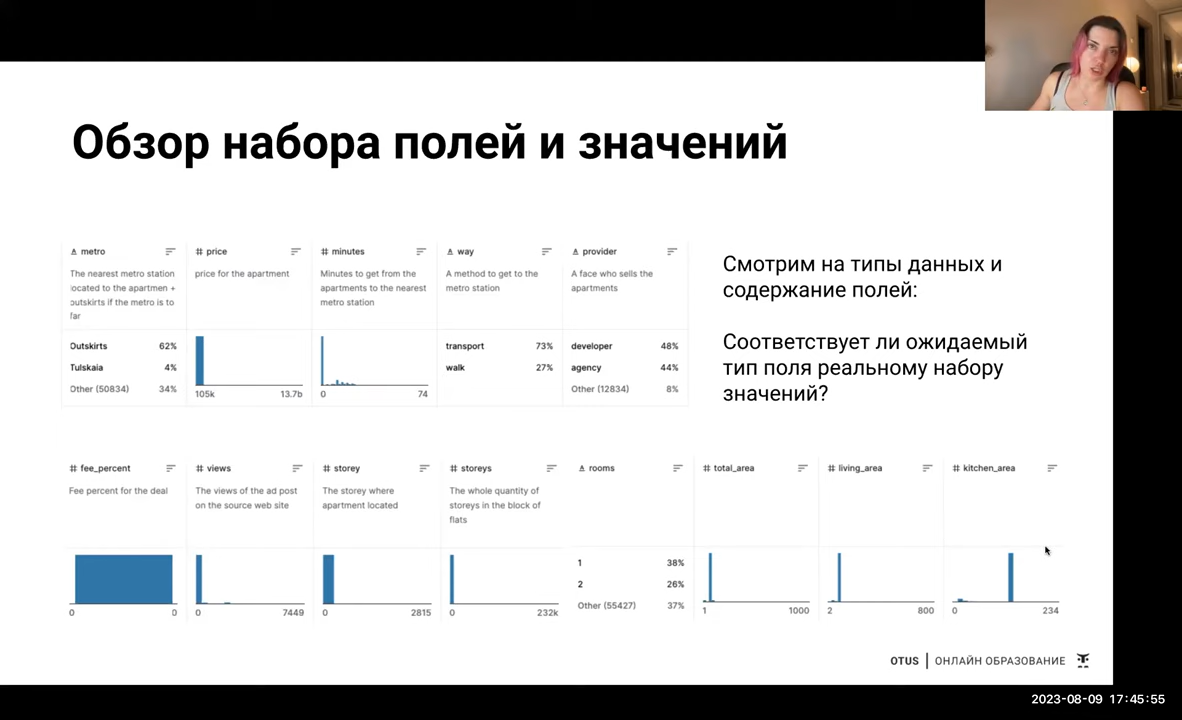 Обзор набора полей и значений
metro
price
minutes
way
provider
The nearest metro station
located to the apartmen +
outskirts if the metro is to
far
price for the apartment
Minutes to get from the
apartments to the nearest
metro station
A method to get to the
metro station
A face who sells the
apartments
Outskirts 62%
Tulskaia 4%
Other (50834) 34%
105k 13.7b
0 74
transport 73%
walk 27%
developer 48%
agency 44%
Other (12834) 8%
Смотрим на типы данных и
содержание полей:
Соответствует ли ожидаемый
тип поля реальному набору
значений?
# fee_percent
# views
# storey
# storeys
rooms
# total_area
# living_area
# kitchen_area
Fee percent for the deal
The views of the ad post
on the source web site
The storey where
apartment located
The whole quantity of
storeys in the block of
flats
0 0
0 7449
0 2815
0 232k
1 38%
2 26%
Other (55427) 37%
1 1000
2 800
0 234
OTUS | ОНЛАЙН ОБРАЗОВАНИЕ
2023-08-09 17:45:55